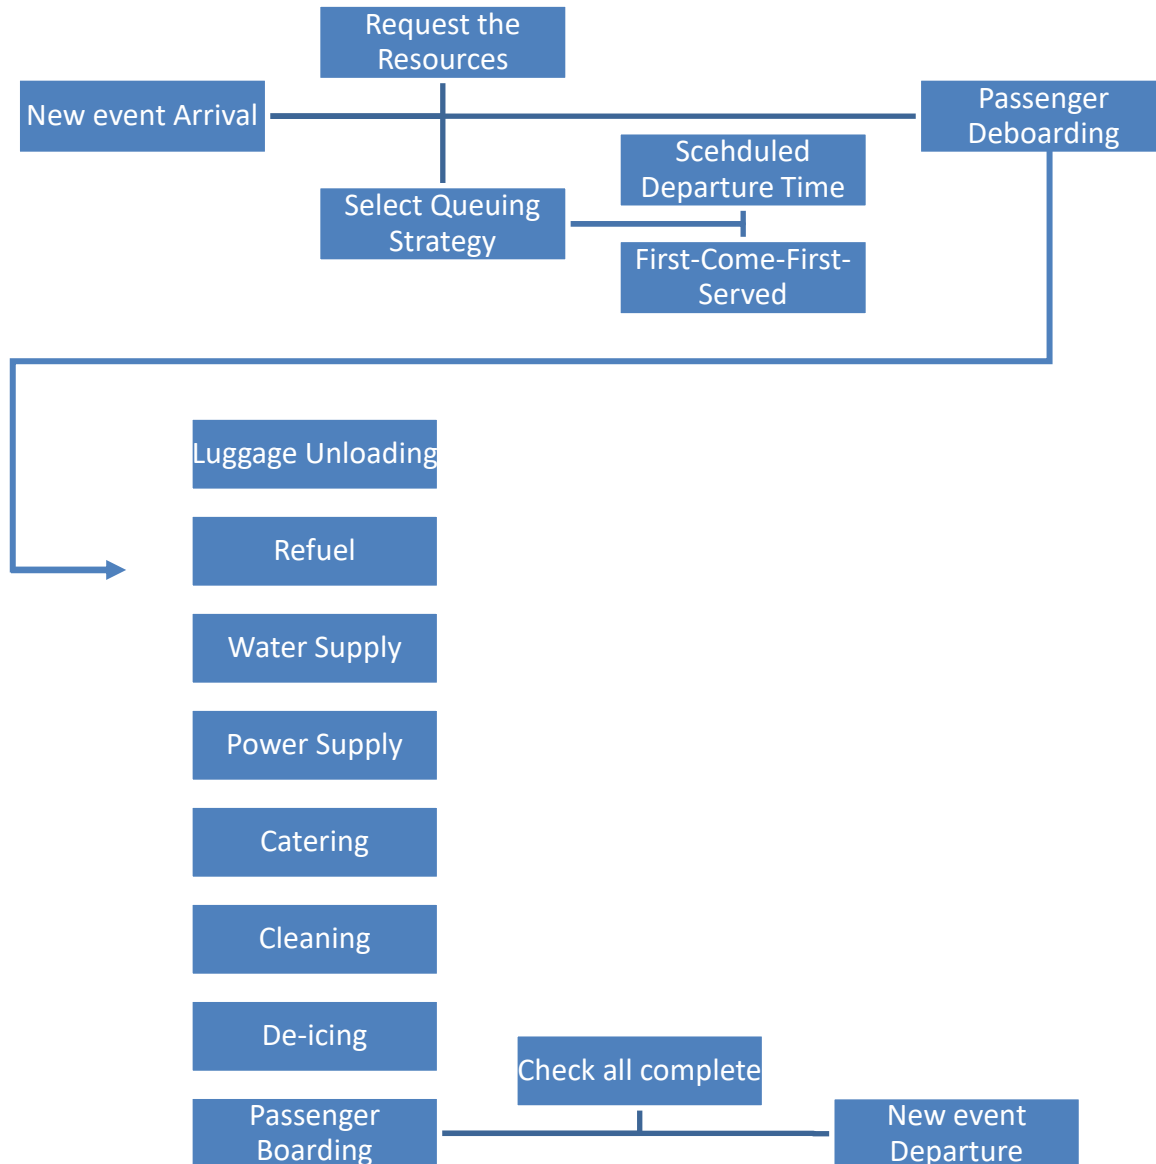 Request the
Resources
New event Arrival
Passenger
Deboarding
Scehduled
Departure Time
Select Queuing
Strategy
First-Come-First-
Served
Luggage Unloading
Refuel
Water Supply
Power Supply
Catering
Cleaning
De-icing
Check all complete
Passenger
Boarding
New event
Departure